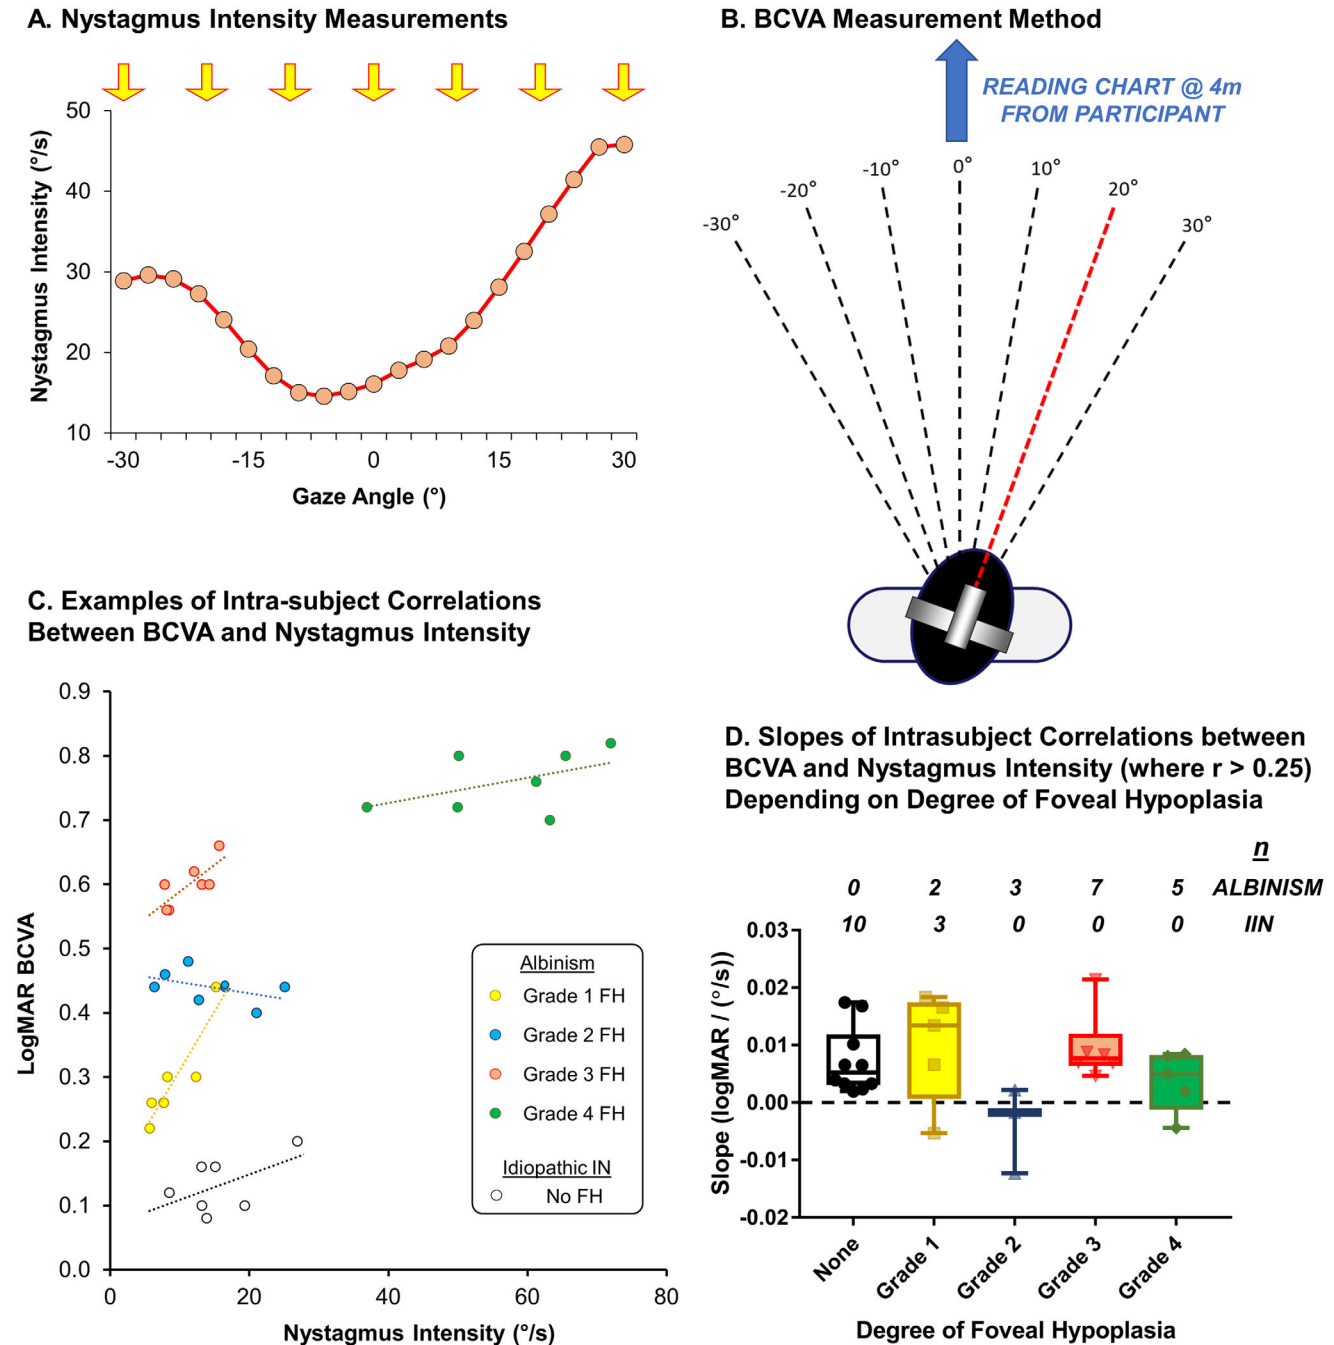 A. Nystagmus Intensity Measurements
50
40
30
20
10
Nystagmus Intensity (°/s)
-30 -15 0 15 30
Gaze Angle (°)
B. BCVA Measurement Method
READING CHART @ 4m
FROM PARTICIPANT
-30° -20° -10° 0° 10° 20° 30°
C. Examples of Intra-subject Correlations
Between BCVA and Nystagmus Intensity
0.9
0.8
0.7
0.6
0.5
0.4
0.3
0.2
0.1
0.0
LogMAR BCVA
0 20 40 60 80
Nystagmus Intensity (°/s)
Albinism
Grade 1 FH
Grade 2 FH
Grade 3 FH
Grade 4 FH
Idiopathic IN
No FH
D. Slopes of Intrasubject Correlations between
BCVA and Nystagmus Intensity (where r > 0.25)
Depending on Degree of Foveal Hypoplasia
n
0 2 3 7 5 ALBINISM
10 3 0 0 0 IIN
0.03
0.02
0.01
0.00
-0.01
-0.02
Slope (logMAR / (°/s))
None Grade 1 Grade 2 Grade 3 Grade 4
Degree of Foveal Hypoplasia